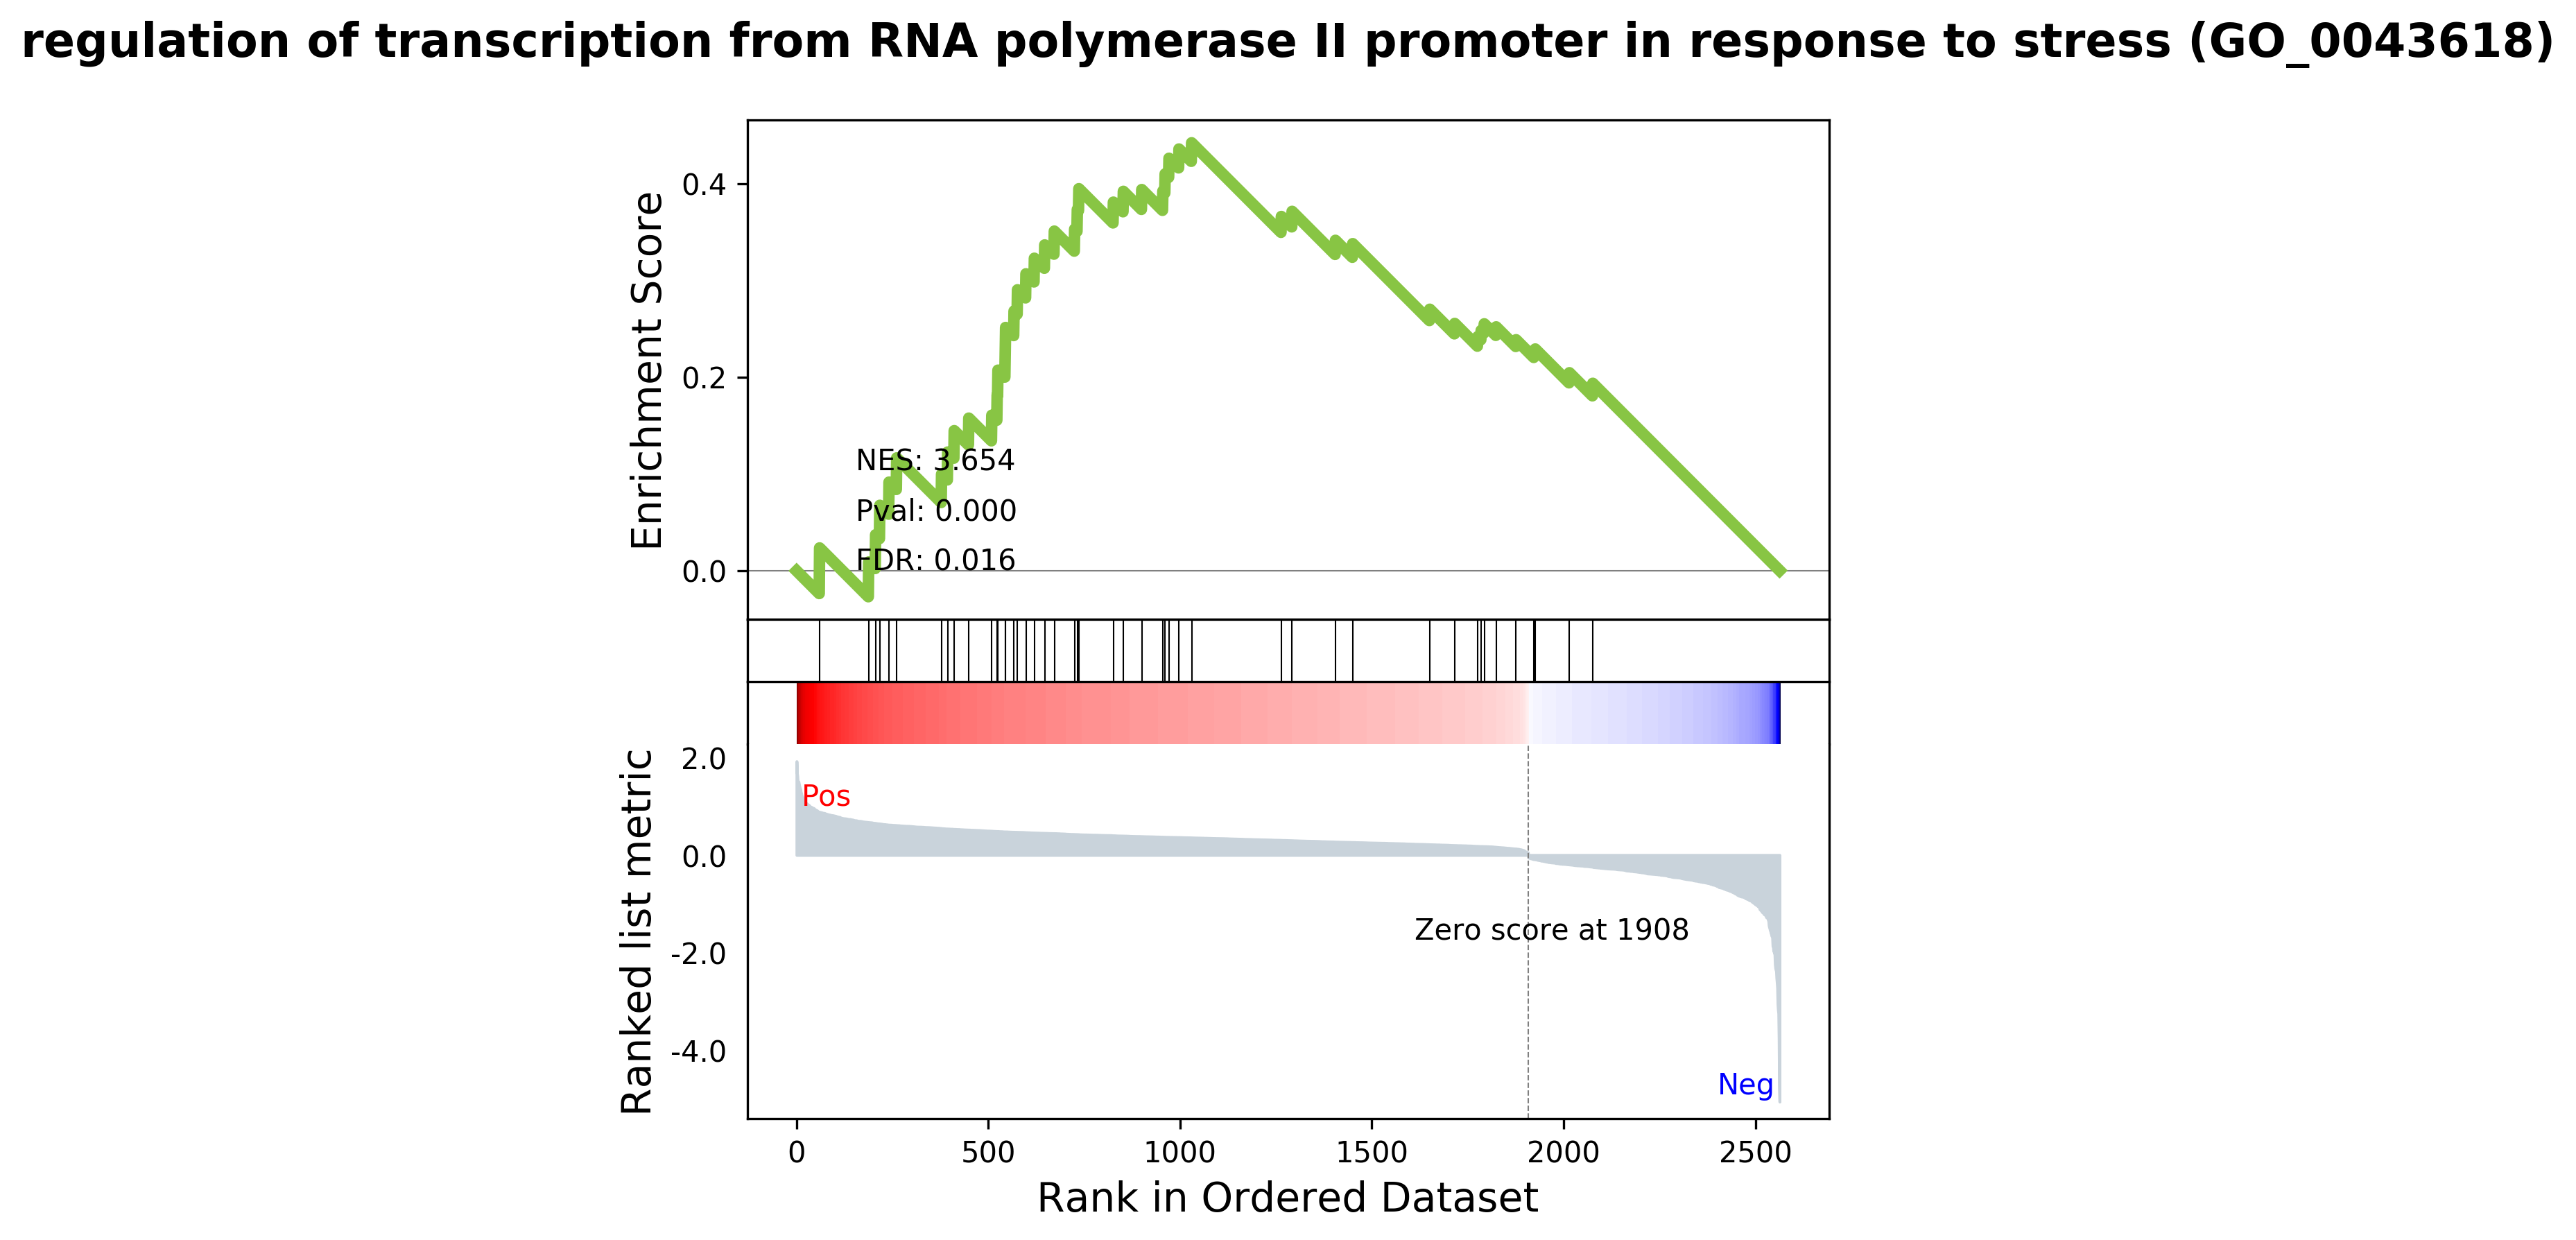 regulation of transcription from RNA polymerase II promoter in response to stress (GO_0043618)
Enrichment Score
0.4
0.2
0.0
NES: 3.654
Pval: 0.000
FDR: 0.016
Ranked list metric
2.0
0.0
-2.0
-4.0
Pos
Zero score at 1908
Neg
0 500 1000 1500 2000 2500
Rank in Ordered Dataset